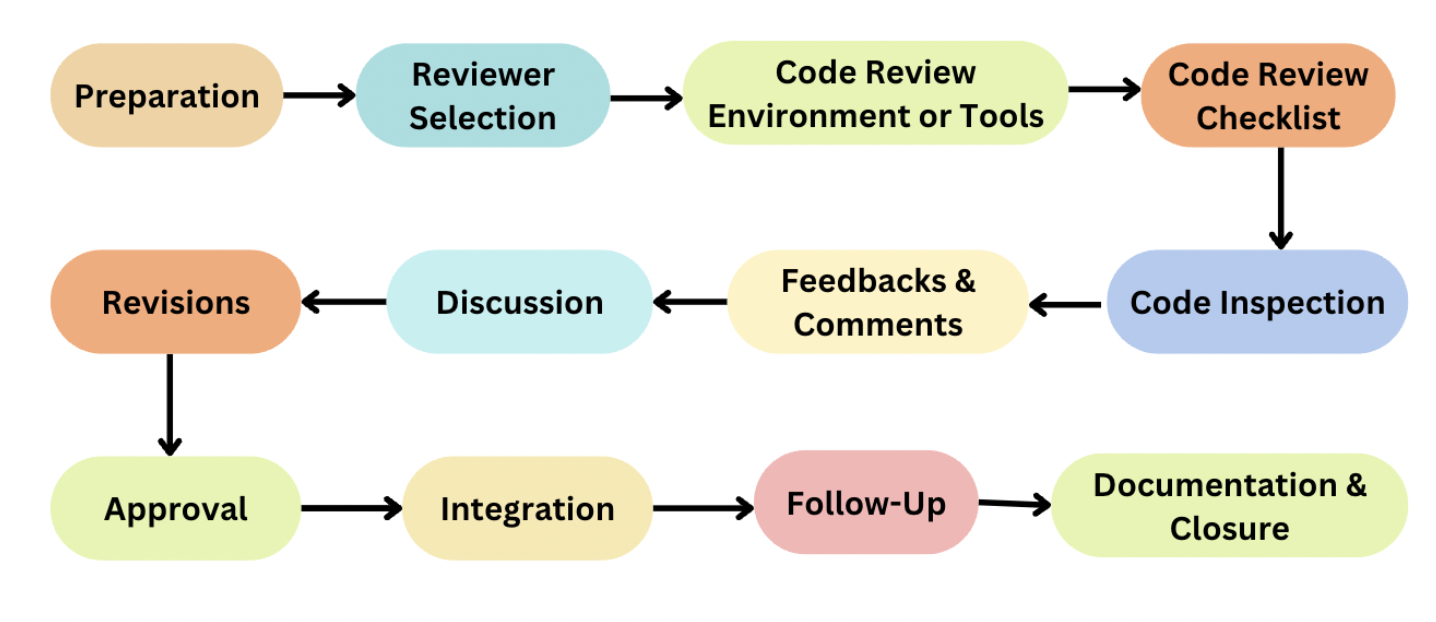 Preparation
Reviewer
Selection
Code Review
Environment or Tools
Code Review
Checklist
Code Inspection
Feedbacks &
Comments
Discussion
Revisions
Approval
Integration
Follow-Up
Documentation &
Closure